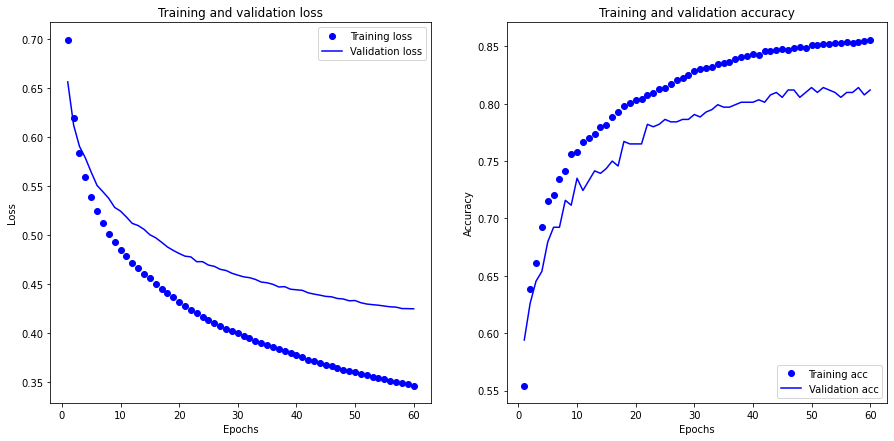 Training and validation loss
Training loss
Validation loss
0.70
0.65
0.60
0.55
0.50
0.45
0.40
0.35
Loss
0 10 20 30 40 50 60
Epochs
Training and validation accuracy
0.85
0.80
0.75
0.70
0.65
0.60
0.55
Accuracy
Training acc
Validation acc
0 10 20 30 40 50 60
Epochs